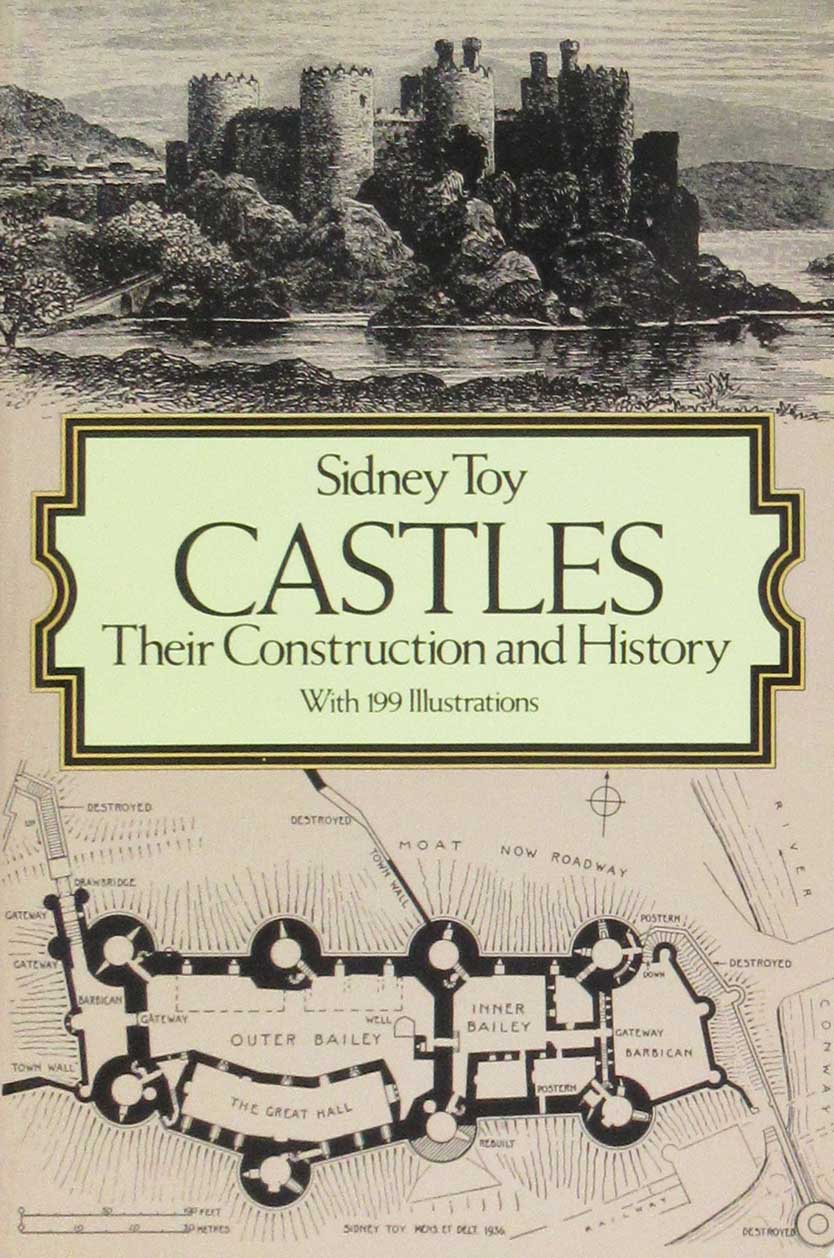 Sidney Toy
CASTLES
Their Construction and History
With 199 Illustrations
DESTROYED
UP
DESTROYED
TOWN WALL
MOAT NOW ROADWAY
RIVER
DRAWBRIDGE
GATEWAY
GATEWAY
BARBICAN
GATEWAY
OUTER BAILEY
WELL
INNER
BAILEY
POSTERN
DOWN
DESTROYED
GATEWAY
BARBICAN
CONWAY
TOWN WALL
THE GREAT HALL
POSTERN
REBUILT
FEET
METRES
SIDNEY TOY MENS ET DELT. 1936
RAILWAY
DESTROYED